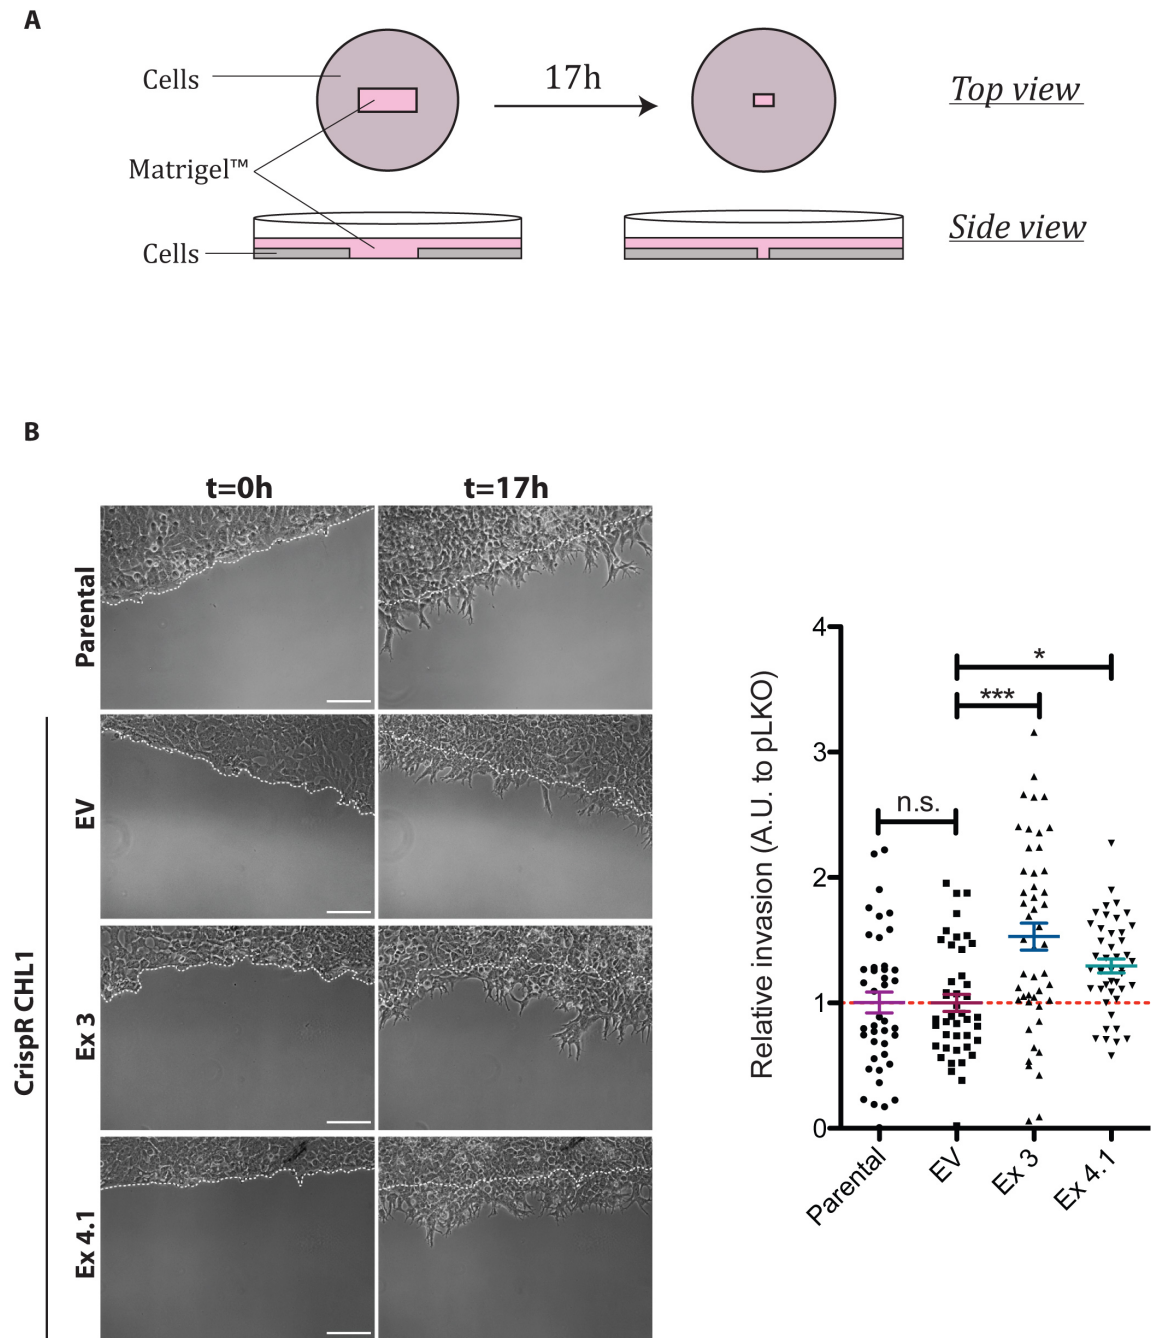 A
Cells
17h
Top view
Matrigel™
Cells
Side view
B
t=0h
t=17h
Parental
EV
Ex 3
Ex 4.1
CrispR CHL1
Relative invasion (A.U. to pLKO)
4
3
2
1
0
*
***
n.s.
Parental
EV
Ex 3
Ex 4.1